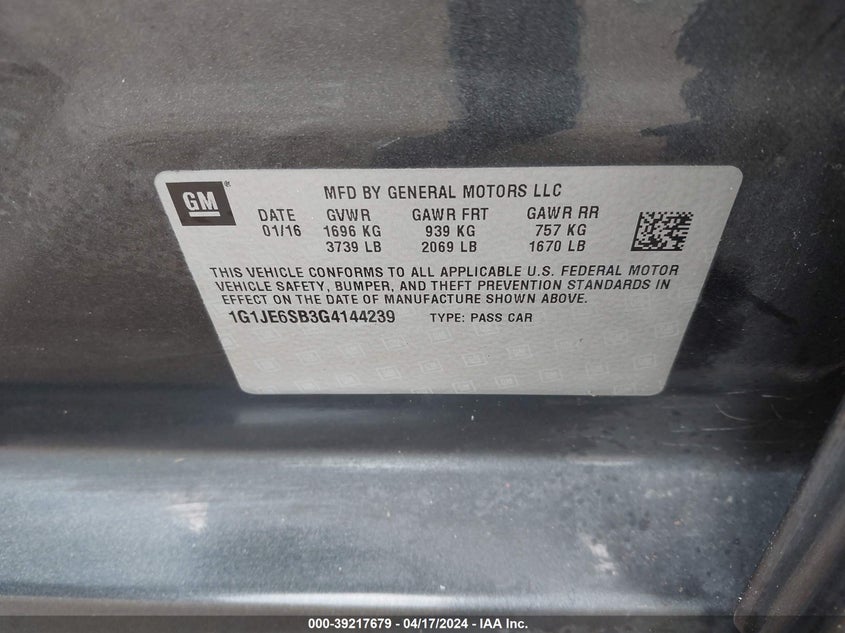 GM ® MFD BY GENERAL MOTORS LLC
DATE GVWR GAWR FRT GAWR RR
01/16 1696 KG 939 KG 757 KG
3739 LB 2069 LB 1670 LB
THIS VEHICLE CONFORMS TO ALL APPLICABLE U.S. FEDERAL MOTOR
VEHICLE SAFETY, BUMPER, AND THEFT PREVENTION STANDARDS IN
EFFECT ON THE DATE OF MANUFACTURE SHOWN ABOVE.
1G1JE6SB3G4144239 TYPE: PASS CAR
000-39217679 - 04/17/2024 - IAA Inc.